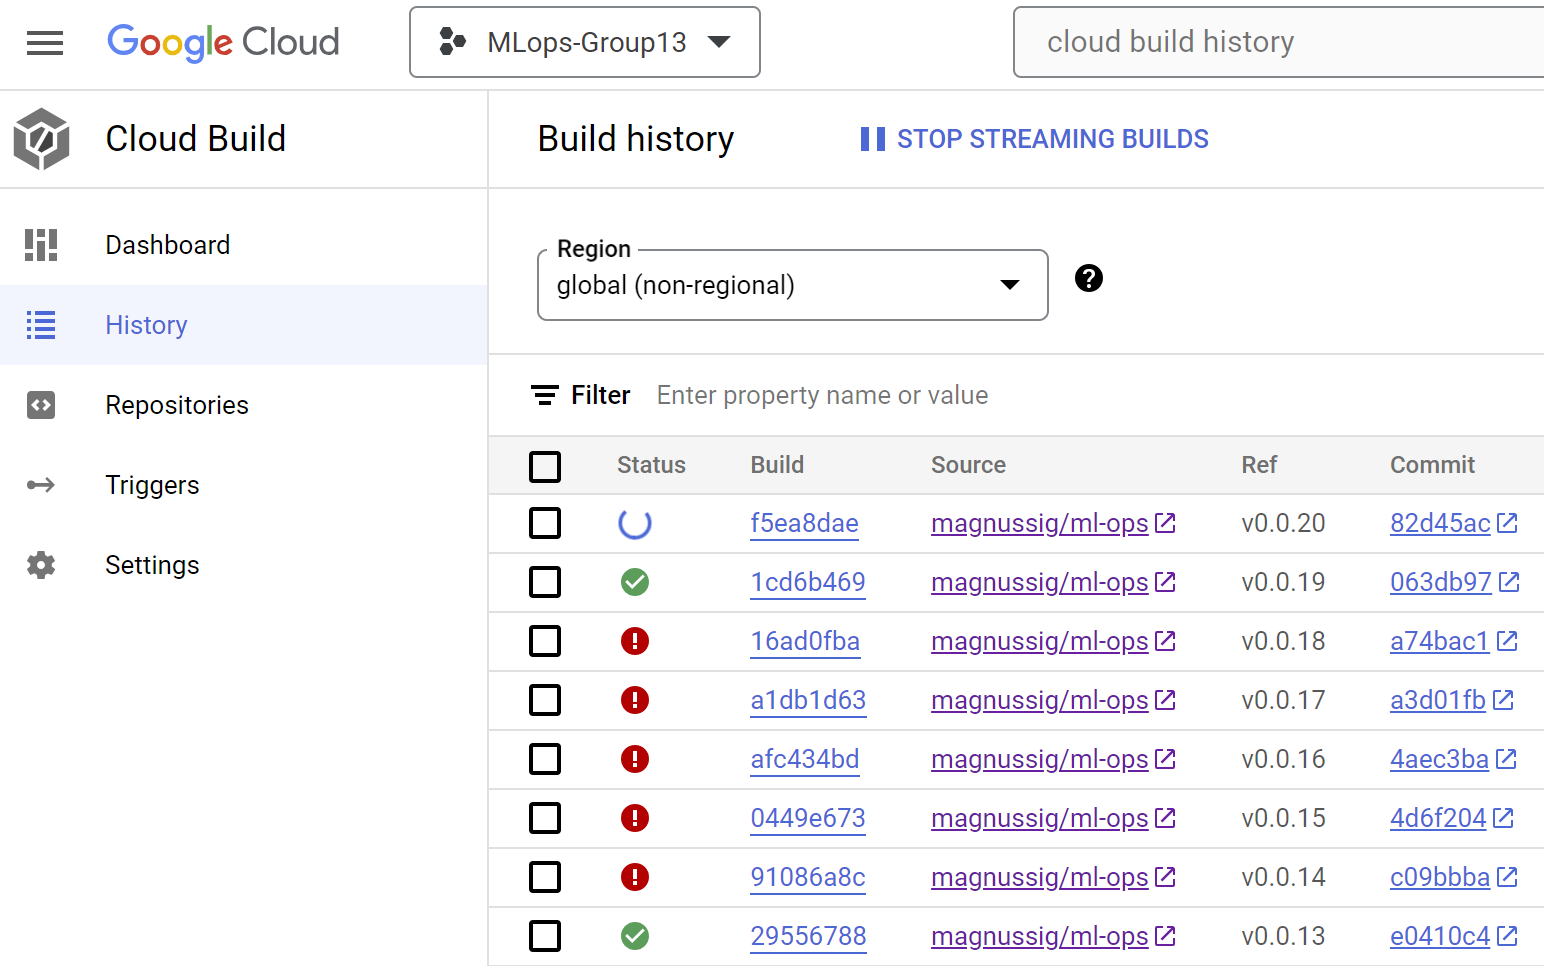 Google Cloud
MLops-Group13
cloud build history
Cloud Build
Build history
STOP STREAMING BUILDS
Dashboard
History
Repositories
Triggers
Settings
Region
global (non-regional)
Filter Enter property name or value
Status Build Source Ref Commit
f5ea8dae magnussig/ml-ops v0.0.20 82d45ac
1cd6b469 magnussig/ml-ops v0.0.19 063db97
16ad0fba magnussig/ml-ops v0.0.18 a74bac1
a1db1d63 magnussig/ml-ops v0.0.17 a3d01fb
afc434bd magnussig/ml-ops v0.0.16 4aec3ba
0449e673 magnussig/ml-ops v0.0.15 4d6f204
91086a8c magnussig/ml-ops v0.0.14 c09bbba
29556788 magnussig/ml-ops v0.0.13 e0410c4